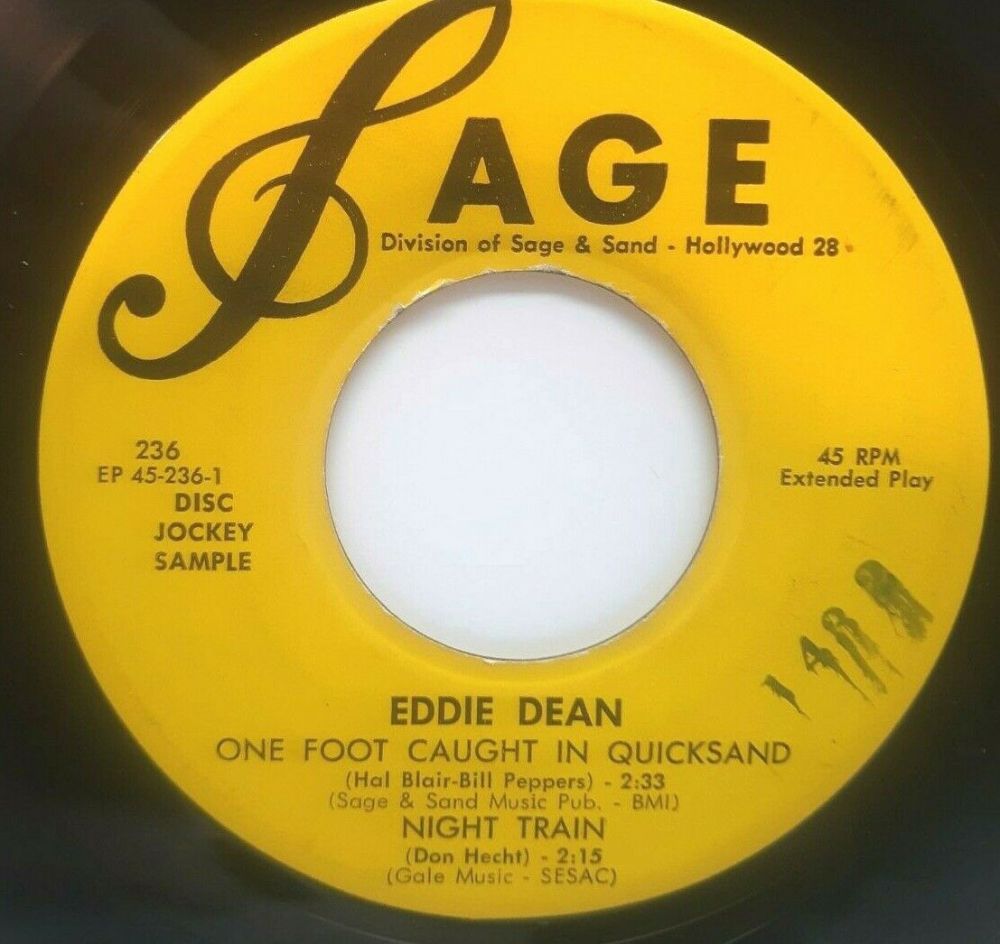 SAGE
Division of Sage & Sand - Hollywood 28
236
EP 45-236-1
DISC
JOCKEY
SAMPLE
45 RPM
Extended Play
EDDIE DEAN
ONE FOOT CAUGHT IN QUICKSAND
(Hal Blair-Bill Peppers) - 2:33
(Sage & Sand Music Pub. - BMI)
NIGHT TRAIN
(Don Hecht) - 2:15
(Gale Music - SESAC)